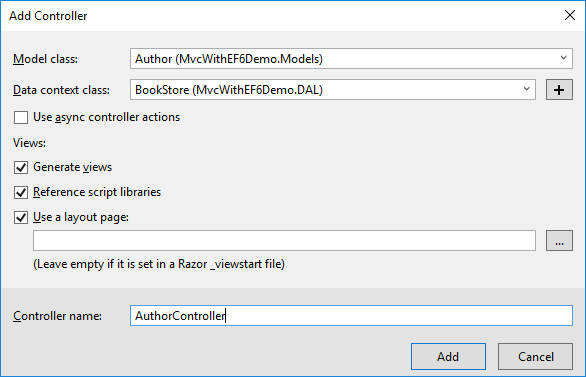 Add Controller
Model class: Author (MvcWithEF6Demo.Models)
Data context class: BookStore (MvcWithEF6Demo.DAL) +
Use async controller actions
Views:
Generate views
Reference script libraries
Use a layout page:
...
(Leave empty if it is set in a Razor _viewstart file)
Controller name: AuthorController
Add Cancel